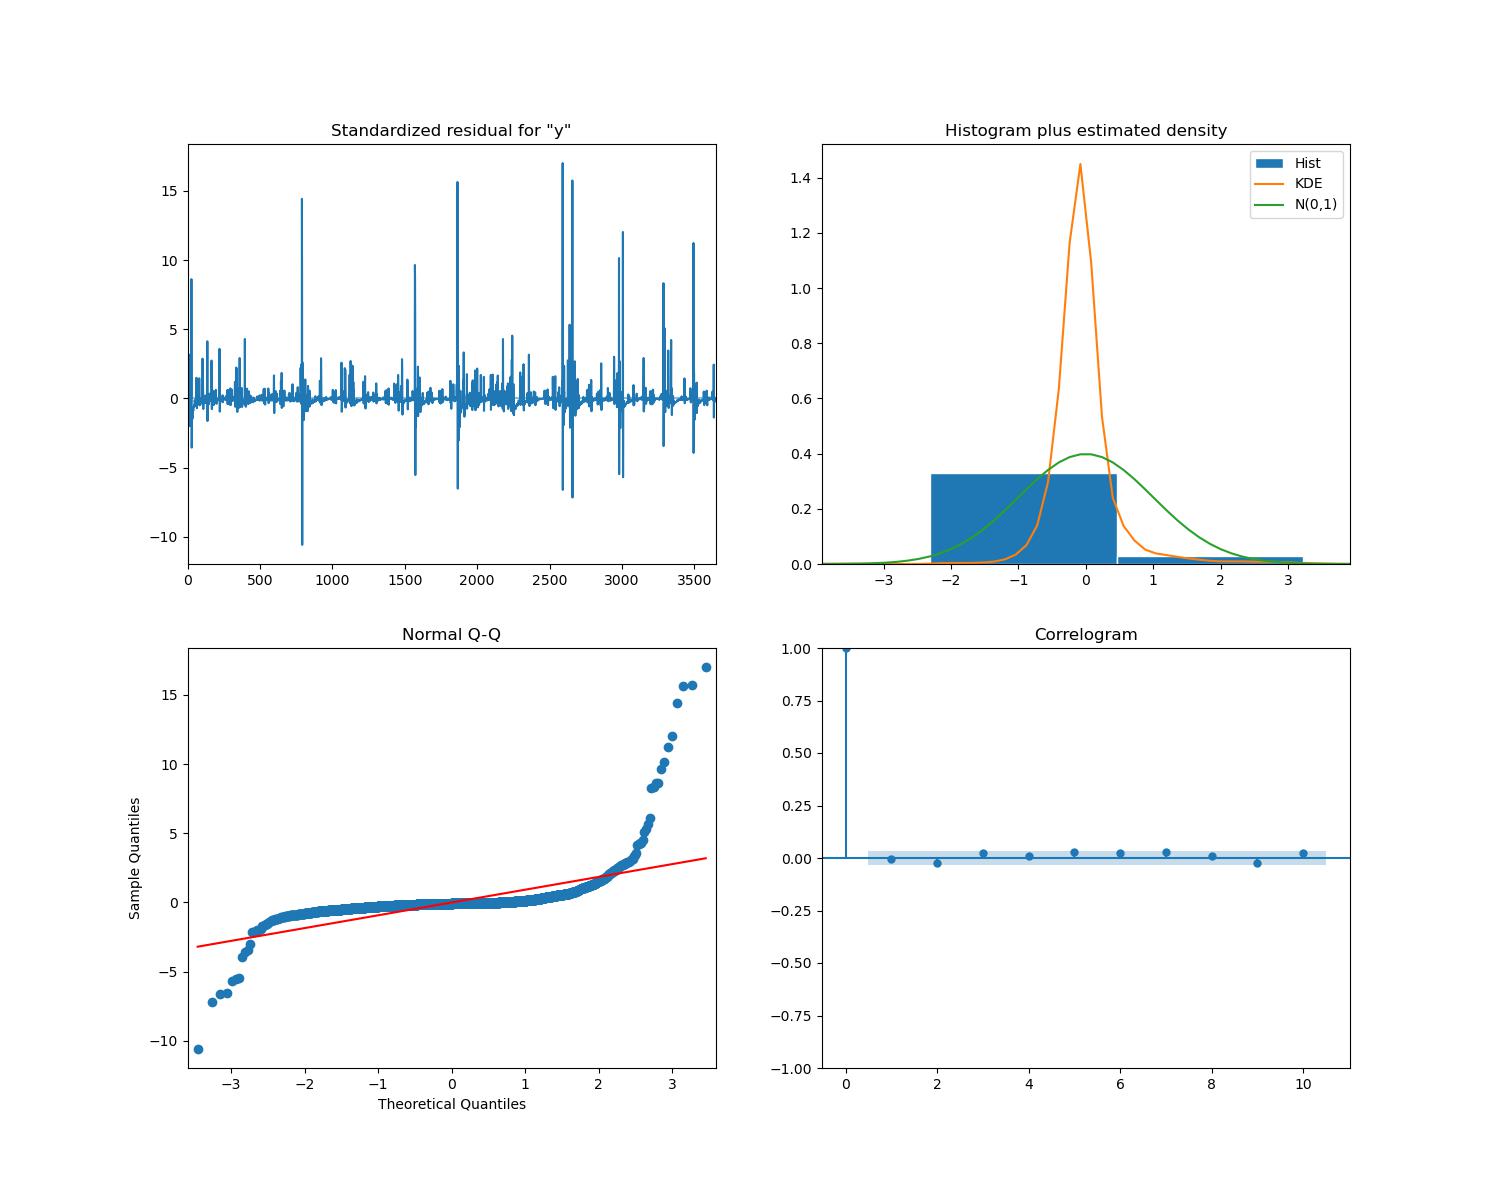 Standardized residual for "y"
15
10
5
0
−5
−10
0 500 1000 1500 2000 2500 3000 3500
Histogram plus estimated density
Hist
KDE
N(0,1)
1.4
1.2
1.0
0.8
0.6
0.4
0.2
0.0
−3 −2 −1 0 1 2 3
Normal Q-Q
Sample Quantiles
15
10
5
0
−5
−10
−3 −2 −1 0 1 2 3
Theoretical Quantiles
Correlogram
1.00
0.75
0.50
0.25
0.00
−0.25
−0.50
−0.75
−1.00
0 2 4 6 8 10